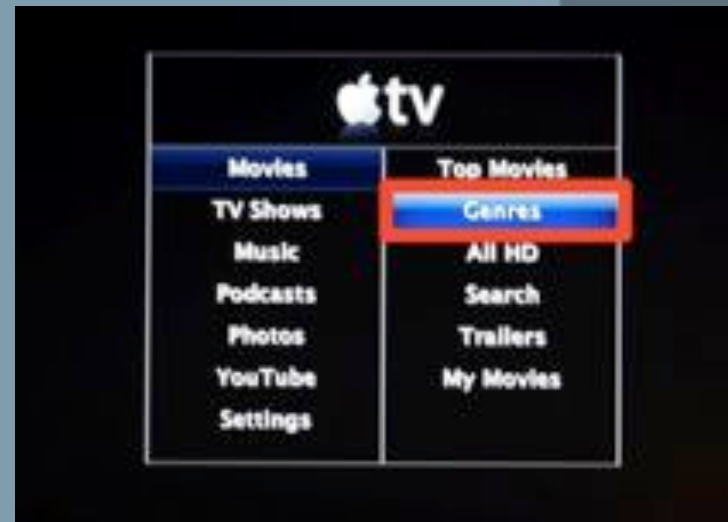 tv
Movies
TV Shows
Music
Podcasts
Photos
YouTube
Settings
Top Movies
Genres
All HD
Search
Trailers
My Movies